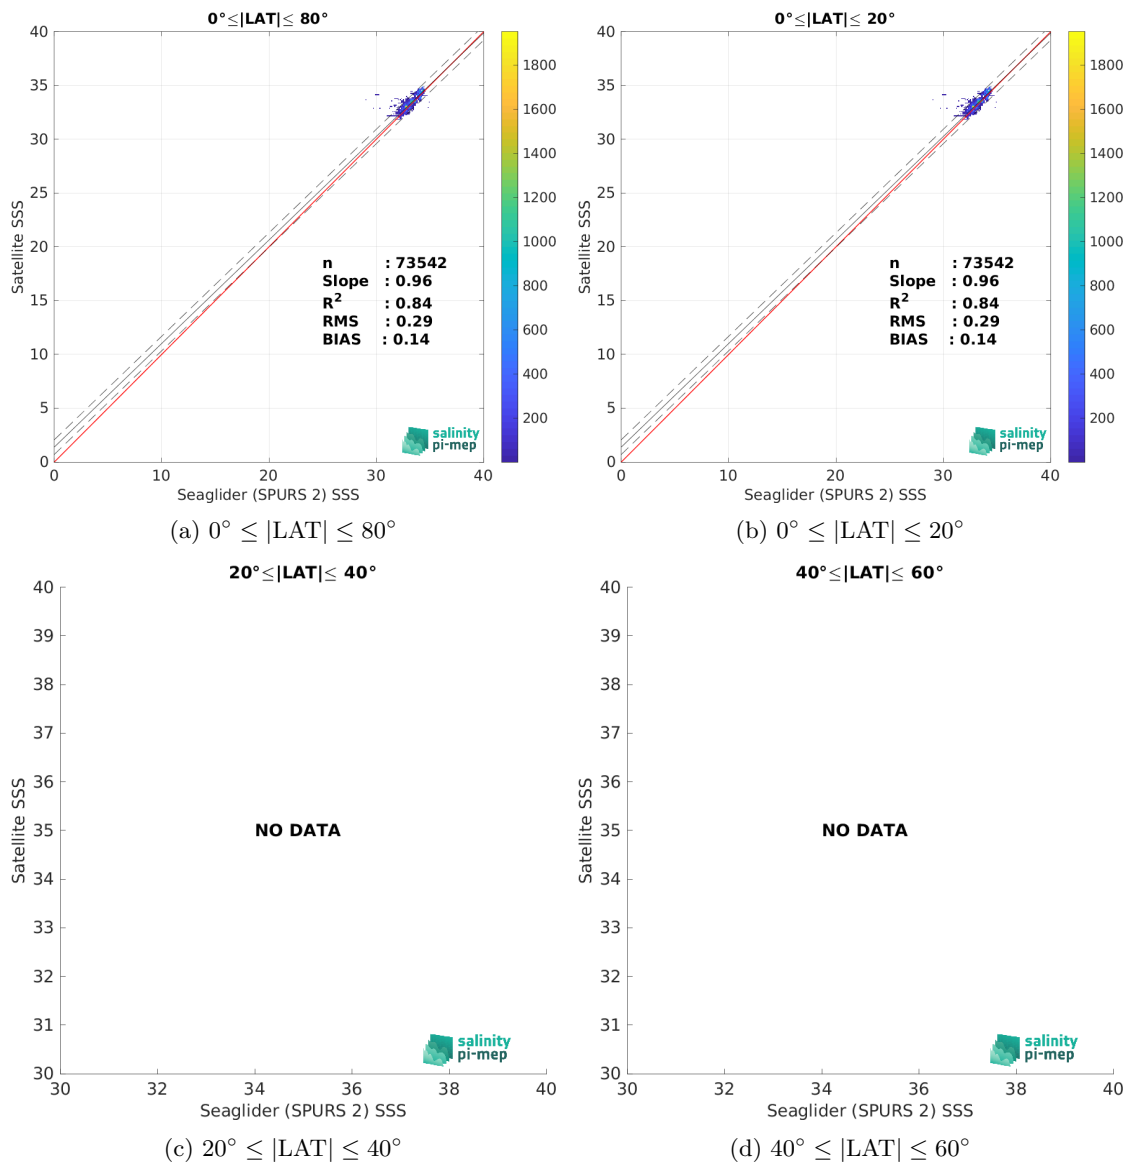 0°≤|LAT|≤ 80°
40
35
30
25
20
15
10
5
0
Satellite SSS
n : 73542
Slope : 0.96
R² : 0.84
RMS : 0.29
BIAS : 0.14
salinity
pi-mep
0 10 20 30 40
Seaglider (SPURS 2) SSS
1800
1600
1400
1200
1000
800
600
400
200
(a) 0° ≤ |LAT| ≤ 80°
0°≤|LAT|≤ 20°
40
35
30
25
20
15
10
5
0
Satellite SSS
n : 73542
Slope : 0.96
R² : 0.84
RMS : 0.29
BIAS : 0.14
salinity
pi-mep
0 10 20 30 40
Seaglider (SPURS 2) SSS
1800
1600
1400
1200
1000
800
600
400
200
(b) 0° ≤ |LAT| ≤ 20°
20°≤|LAT|≤ 40°
40
39
38
37
36
35
34
33
32
31
30
Satellite SSS
NO DATA
salinity
pi-mep
30 32 34 36 38 40
Seaglider (SPURS 2) SSS
(c) 20° ≤ |LAT| ≤ 40°
40°≤|LAT|≤ 60°
40
39
38
37
36
35
34
33
32
31
30
Satellite SSS
NO DATA
salinity
pi-mep
30 32 34 36 38 40
Seaglider (SPURS 2) SSS
(d) 40° ≤ |LAT| ≤ 60°